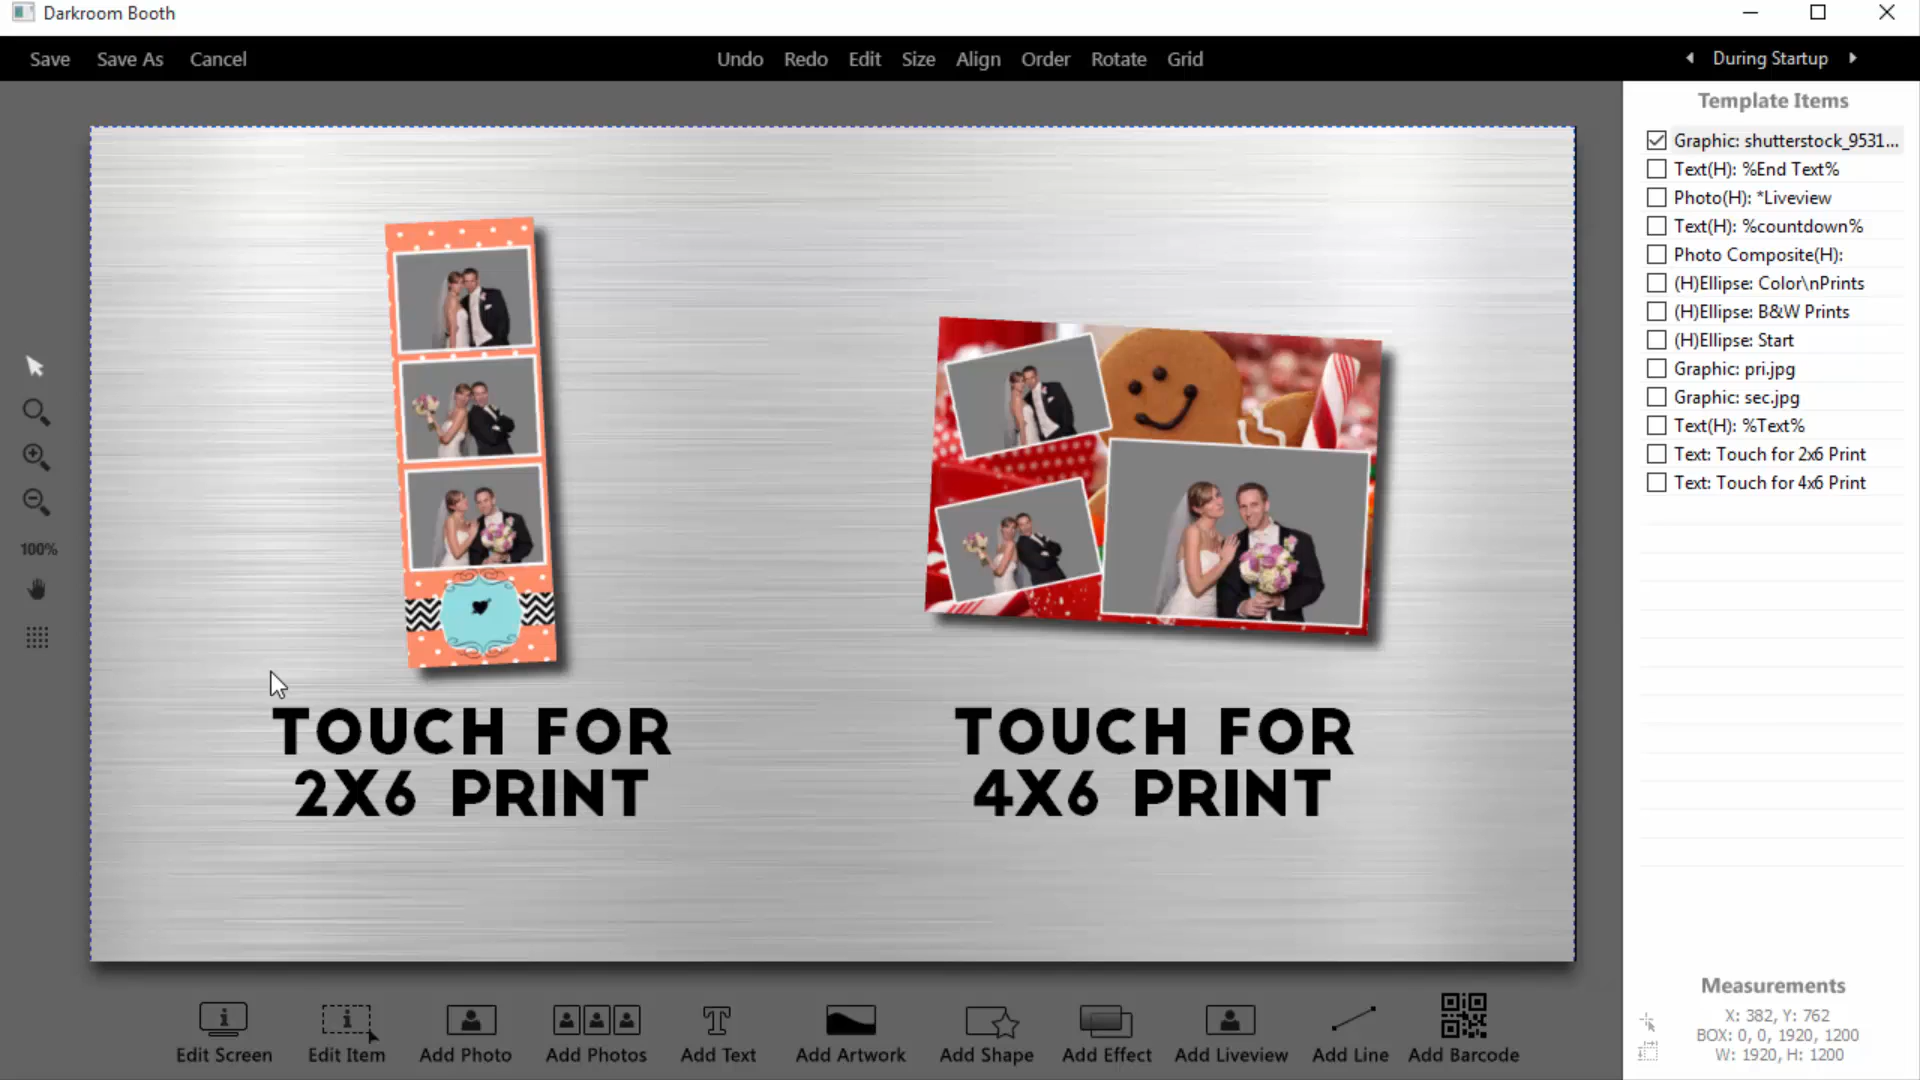 Darkroom Booth
Save Save As Cancel Undo Redo Edit Size Align Order Rotate Grid During Startup
Template Items
Graphic: shutterstock_9531...
Text(H): %End Text%
Photo(H): *Liveview
Text(H): %countdown%
Photo Composite(H):
(H)Ellipse: Color\nPrints
(H)Ellipse: B&W Prints
(H)Ellipse: Start
Graphic: pri.jpg
Graphic: sec.jpg
Text(H): %Text%
Text: Touch for 2x6 Print
Text: Touch for 4x6 Print
100%
TOUCH FOR
2X6 PRINT
TOUCH FOR
4X6 PRINT
Measurements
X: 382, Y: 762
BOX: 0, 0, 1920, 1200
W: 1920, H: 1200
Edit Screen Edit Item Add Photo Add Photos Add Text Add Artwork Add Shape Add Effect Add Liveview Add Line Add Barcode